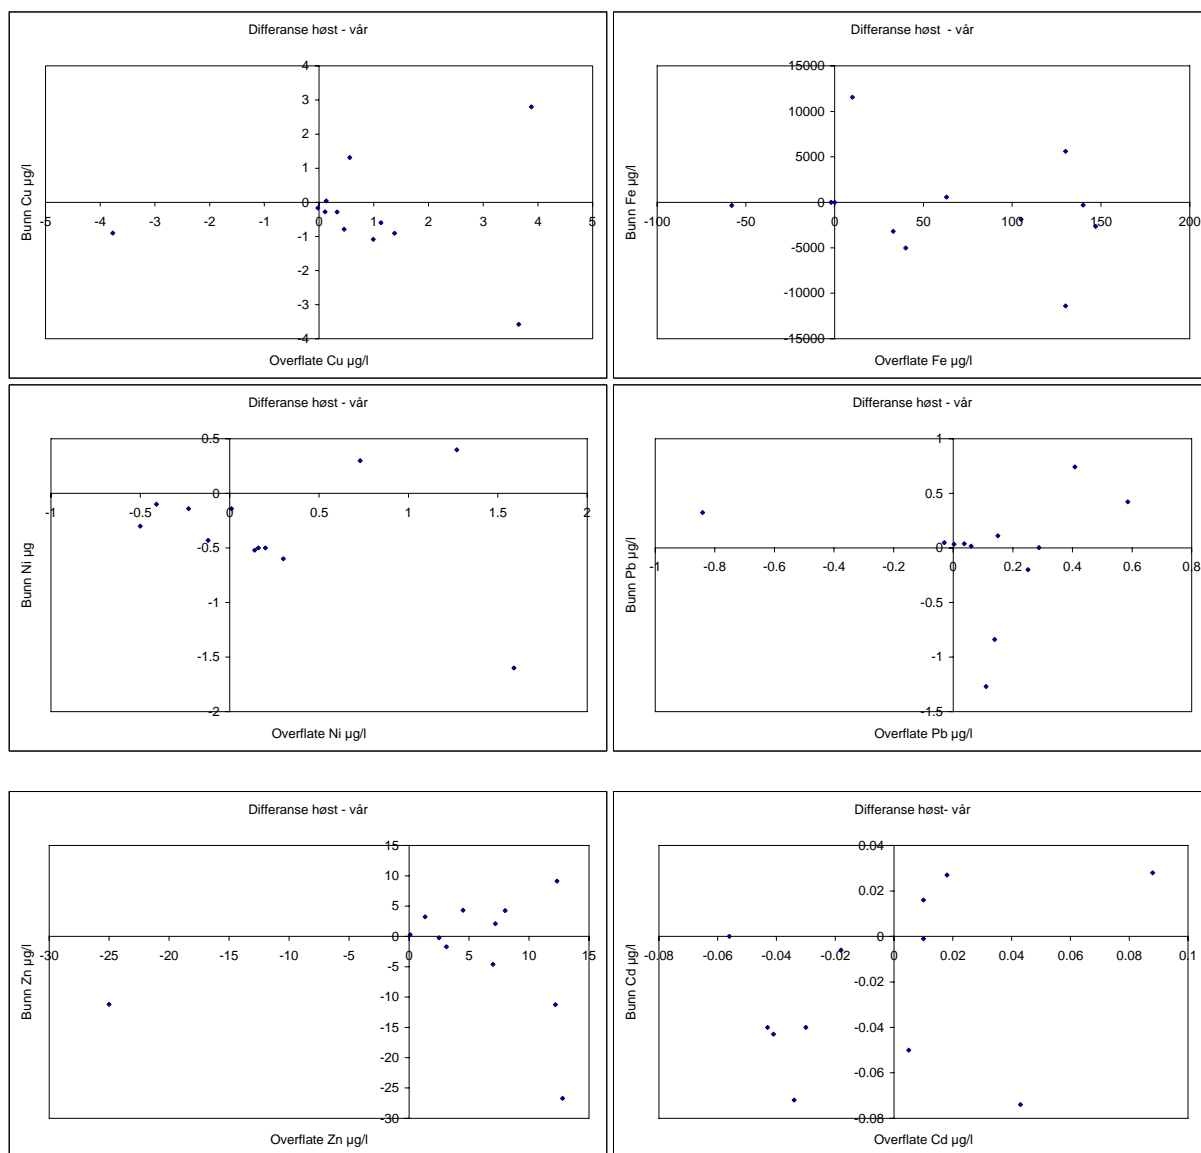 Differanse høst - vår
4
3
2
1
0
-1
-2
-3
-4
-5 -4 -3 -2 -1 0 1 2 3 4 5
Bunn Cu µg/l
Overflate Cu µg/l
Differanse høst - vår
15000
10000
5000
0
-5000
-10000
-15000
-100 -50 0 50 100 150 200
Bunn Fe µg/l
Overflate Fe µg/l
Differanse høst - vår
0.5
0
-0.5
-1
-1.5
-2
-1 -0.5 0 0.5 1 1.5 2
Bunn Ni µg
Overflate Ni µg/l
Differanse høst - vår
1
0.5
0
-0.5
-1
-1.5
-1 -0.8 -0.6 -0.4 -0.2 0 0.2 0.4 0.6 0.8
Bunn Pb µg/l
Overflate Pb µg/l
Differanse høst - vår
15
10
5
0
-5
-10
-15
-20
-25
-30
-30 -25 -20 -15 -10 -5 0 5 10 15
Bunn Zn µg/l
Overflate Zn µg/l
Differanse høst- vår
0.04
0.02
0
-0.02
-0.04
-0.06
-0.08
-0.08 -0.06 -0.04 -0.02 0 0.02 0.04 0.06 0.08 0.1
Bunn Cd µg/l
Overflate Cd µg/l